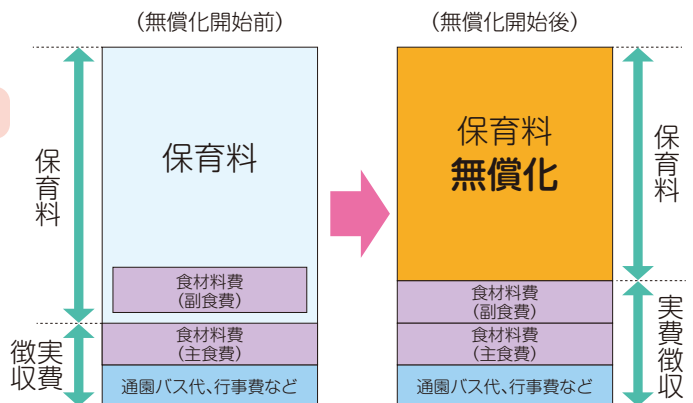 (無償化開始前)
保育料
保育料
食材料費
(副食費)
実費
徴収
食材料費
(主食費)
通園バス代、行事費など
(無償化開始後)
保育料
無償化
保育料
食材料費
(副食費)
食材料費
(主食費)
実費徴収
通園バス代、行事費など